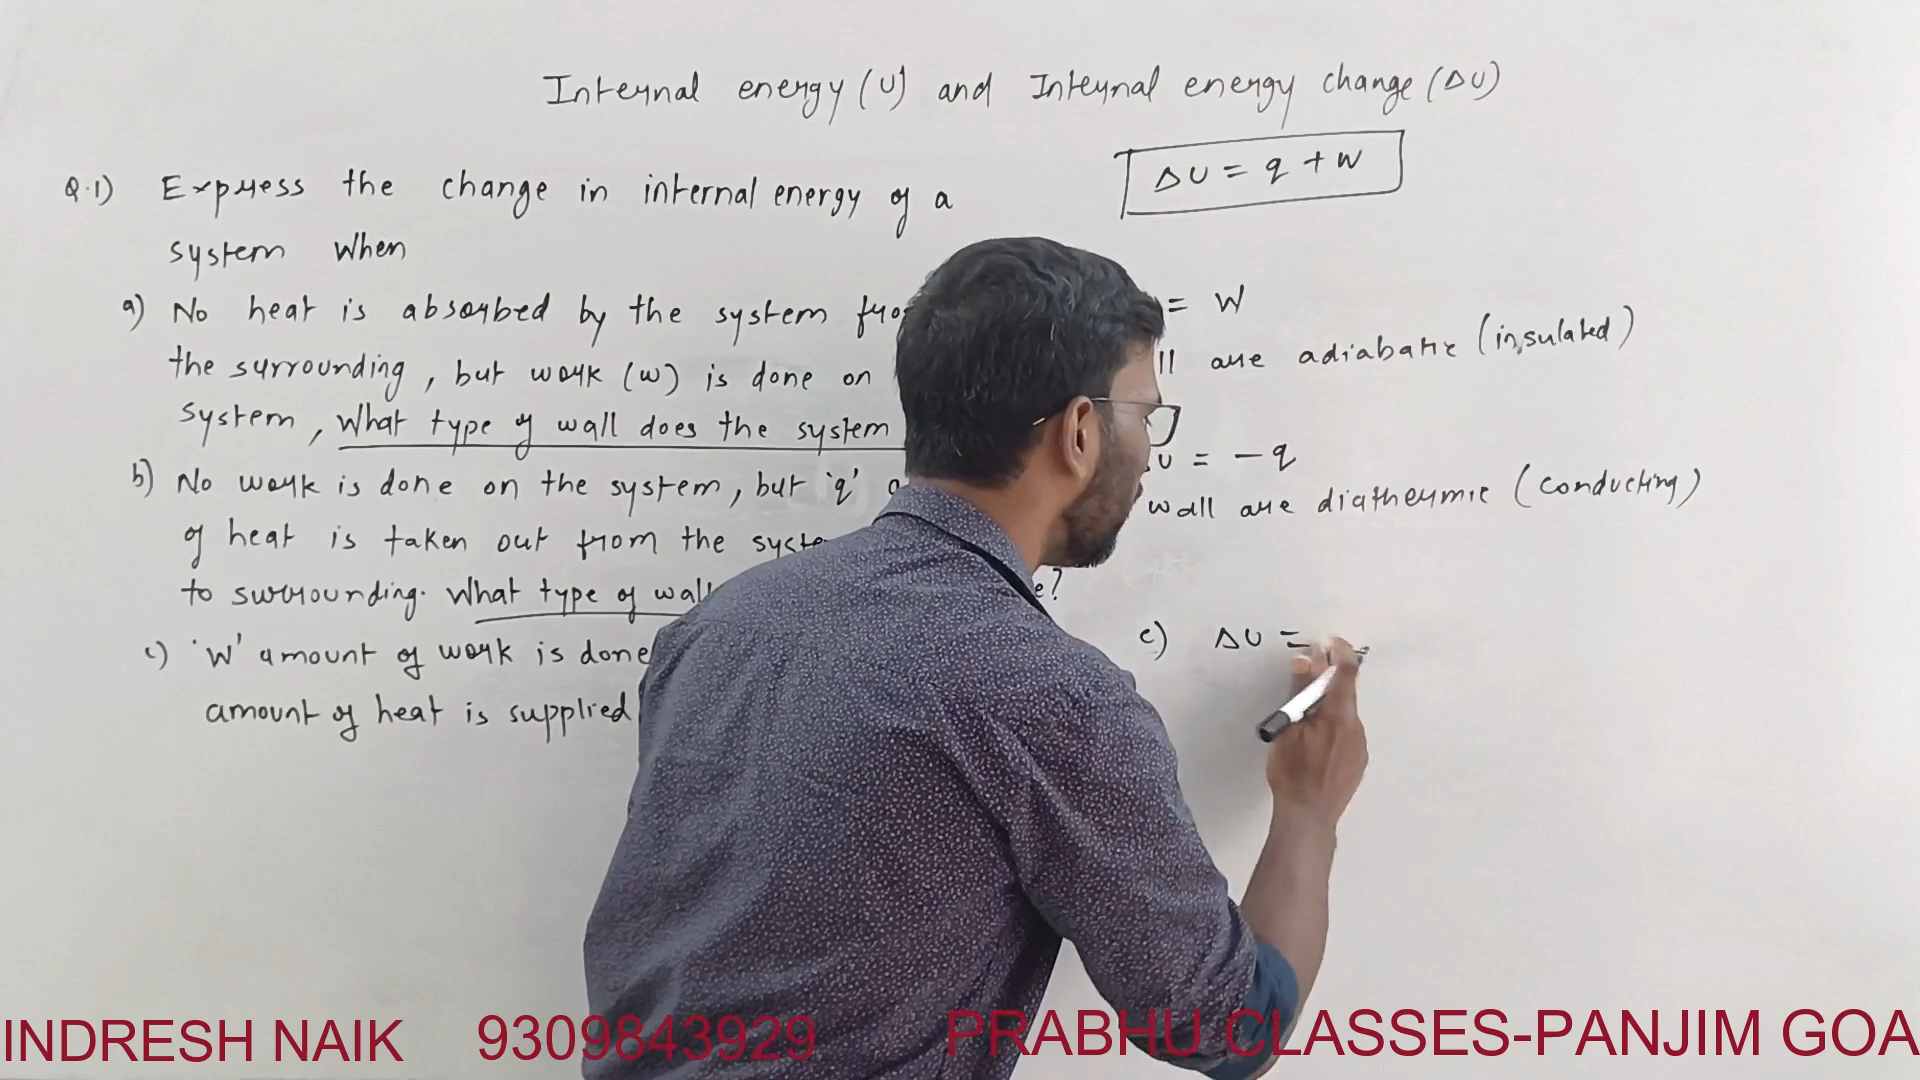 Internal energy (U) and Internal energy change (ΔU)
ΔU = q + W
Q.1) Express the change in internal energy of a
system when
a) No heat is absorbed by the system
the surrounding, but work (w) is done on
system, what type of wall does the system
b) No work is done on the system, but 'q'
of heat is taken out from the
to surrounding. What type of wall
c) 'W' amount of work is done
amount of heat is supplied
= W
are adiabatic (insulated)
= -q
wall are diathermic (conducting)
c) ΔU =
INDRESH NAIK 9309843929 PRABHU CLASSES-PANJIM GOA